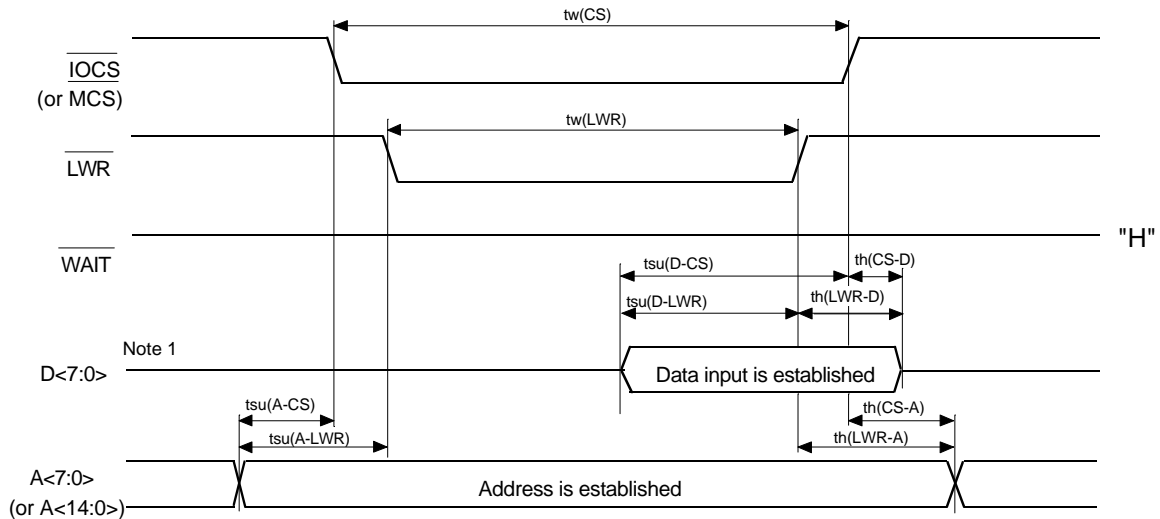 tw(CS)
IOCS
(or MCS)
tw(LWR)
LWR
WAIT
"H"
tsu(D-CS)
th(CS-D)
tsu(D-LWR)
th(LWR-D)
Note 1
D<7:0>
Data input is established
tsu(A-CS)
th(CS-A)
tsu(A-LWR)
th(LWR-A)
A<7:0>
(or A<14:0>)
Address is established